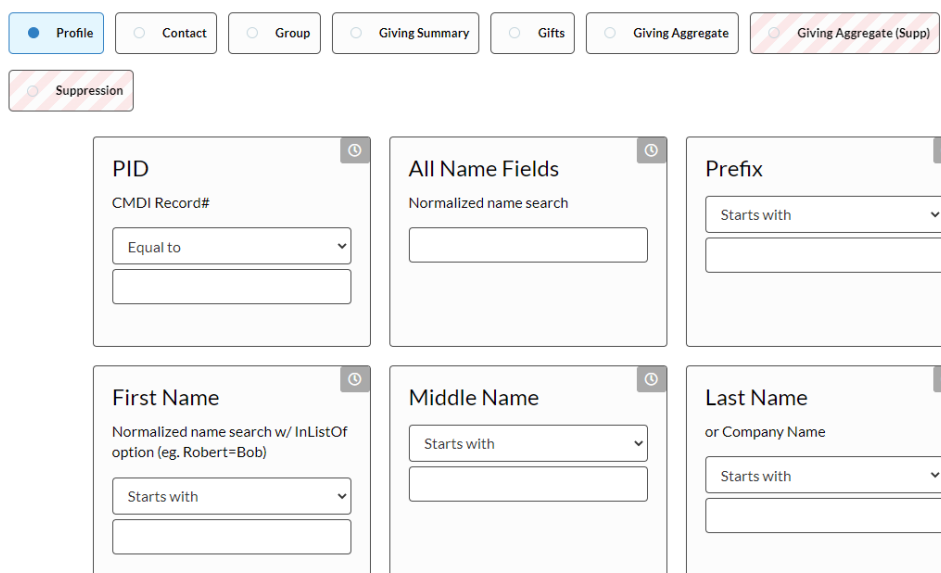 Profile Contact Group Giving Summary Gifts Giving Aggregate Giving Aggregate (Supp)
Suppression
PID
CMDI Record#
Equal to
All Name Fields
Normalized name search
Prefix
Starts with
First Name
Normalized name search w/ InListOf
option (eg. Robert=Bob)
Starts with
Middle Name
Starts with
Last Name
or Company Name
Starts with